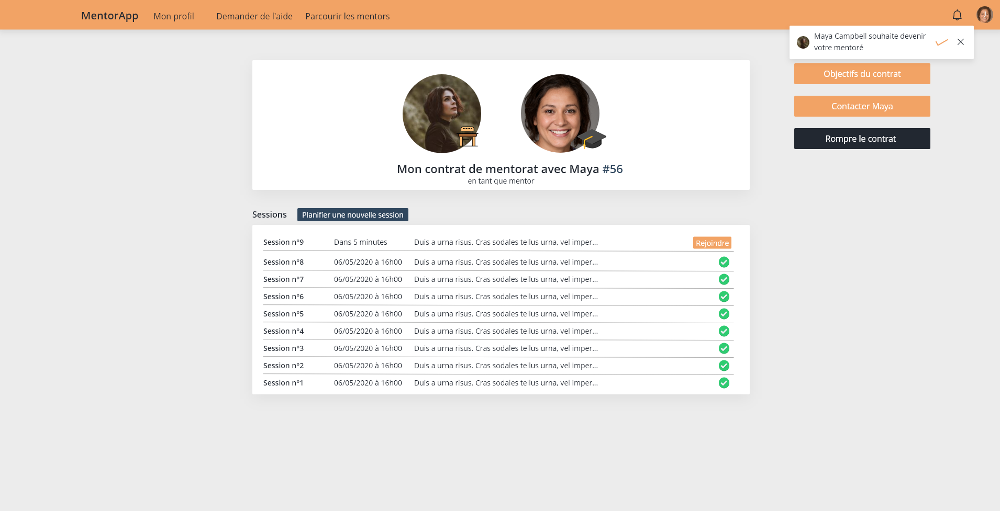 MentorApp Mon profil Demander de l'aide Parcourir les mentors
Maya Campbell souhaite devenir
votre mentoré
Objectifs du contrat
Contacter Maya
Rompre le contrat
Mon contrat de mentorat avec Maya #56
en tant que mentor
Sessions Planifier une nouvelle session
Session n°9 Dans 5 minutes Duis a urna risus. Cras sodales tellus urna, vel imper... Rejoindre
Session n°8 06/05/2020 à 16h00 Duis a urna risus. Cras sodales tellus urna, vel imper...
Session n°7 06/05/2020 à 16h00 Duis a urna risus. Cras sodales tellus urna, vel imper...
Session n°6 06/05/2020 à 16h00 Duis a urna risus. Cras sodales tellus urna, vel imper...
Session n°5 06/05/2020 à 16h00 Duis a urna risus. Cras sodales tellus urna, vel imper...
Session n°4 06/05/2020 à 16h00 Duis a urna risus. Cras sodales tellus urna, vel imper...
Session n°3 06/05/2020 à 16h00 Duis a urna risus. Cras sodales tellus urna, vel imper...
Session n°2 06/05/2020 à 16h00 Duis a urna risus. Cras sodales tellus urna, vel imper...
Session n°1 06/05/2020 à 16h00 Duis a urna risus. Cras sodales tellus urna, vel imper...